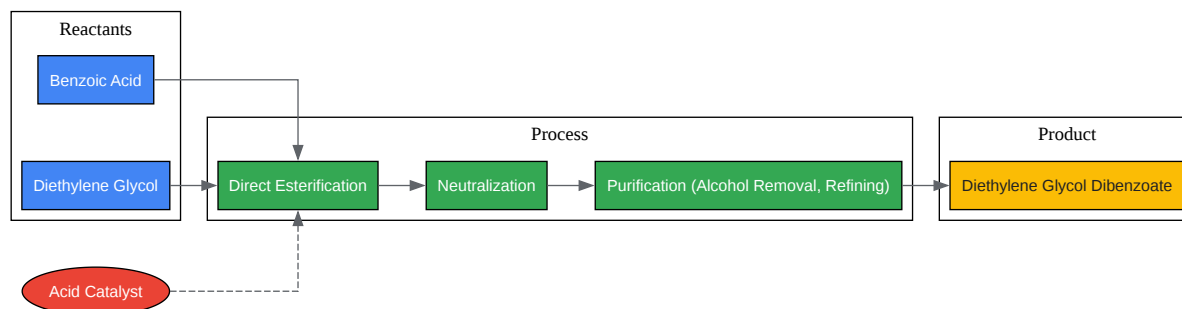 Reactants
Benzoic Acid
Diethylene Glycol
Process
Direct Esterification
Neutralization
Purification (Alcohol Removal, Refining)
Product
Diethylene Glycol Dibenzoate
Acid Catalyst